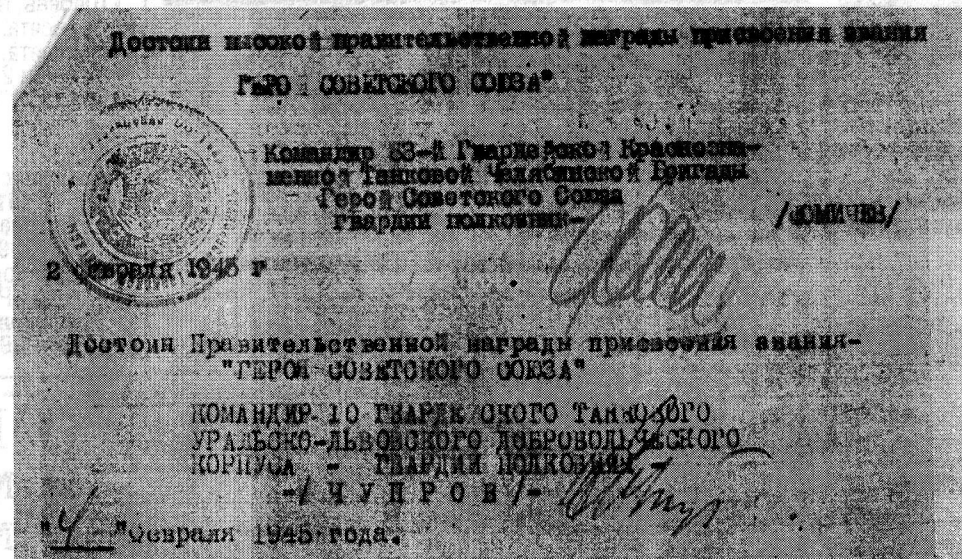 Достоин высокой правительственной награды присвоения звания
ГЕРО СОВЕТСКОГО СОЮЗА"
Командир 63-й Гвардейской Краснозна-
менной Танковой Челябинской Бригады
Герой Советского Союза
гвардии полковник-
/ФОМИЧЕВ/
2 февраля 1945 г
Достоин Правительственной награды присвоения звания-
"ГЕРОЯ СОВЕТСКОГО СОЮЗА"
КОМАНДИР 10 ГВАРДЕЙСКОГО ТАНКОВОГО
УРАЛЬСКО-ЛЬВОВСКОГО ДОБРОВОЛЬЧЕСКОГО
КОРПУСА - ГВАРДИИ ПОЛКОВНИК -
-/ЧУПРОВ/-
"4"февраля 1945 года.